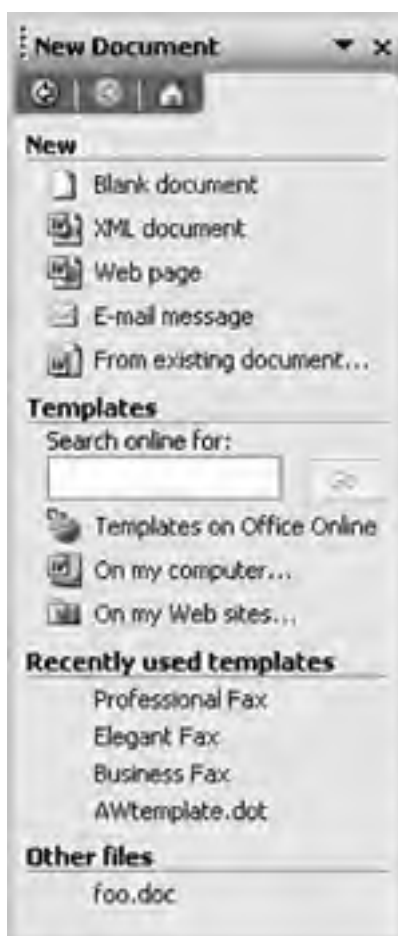 New Document
New
Blank document
XML document
Web page
E-mail message
From existing document...
Templates
Search online for:
Go
Templates on Office Online
On my computer...
On my Web sites...
Recently used templates
Professional Fax
Elegant Fax
Business Fax
AWtemplate.dot
Other files
foo.doc